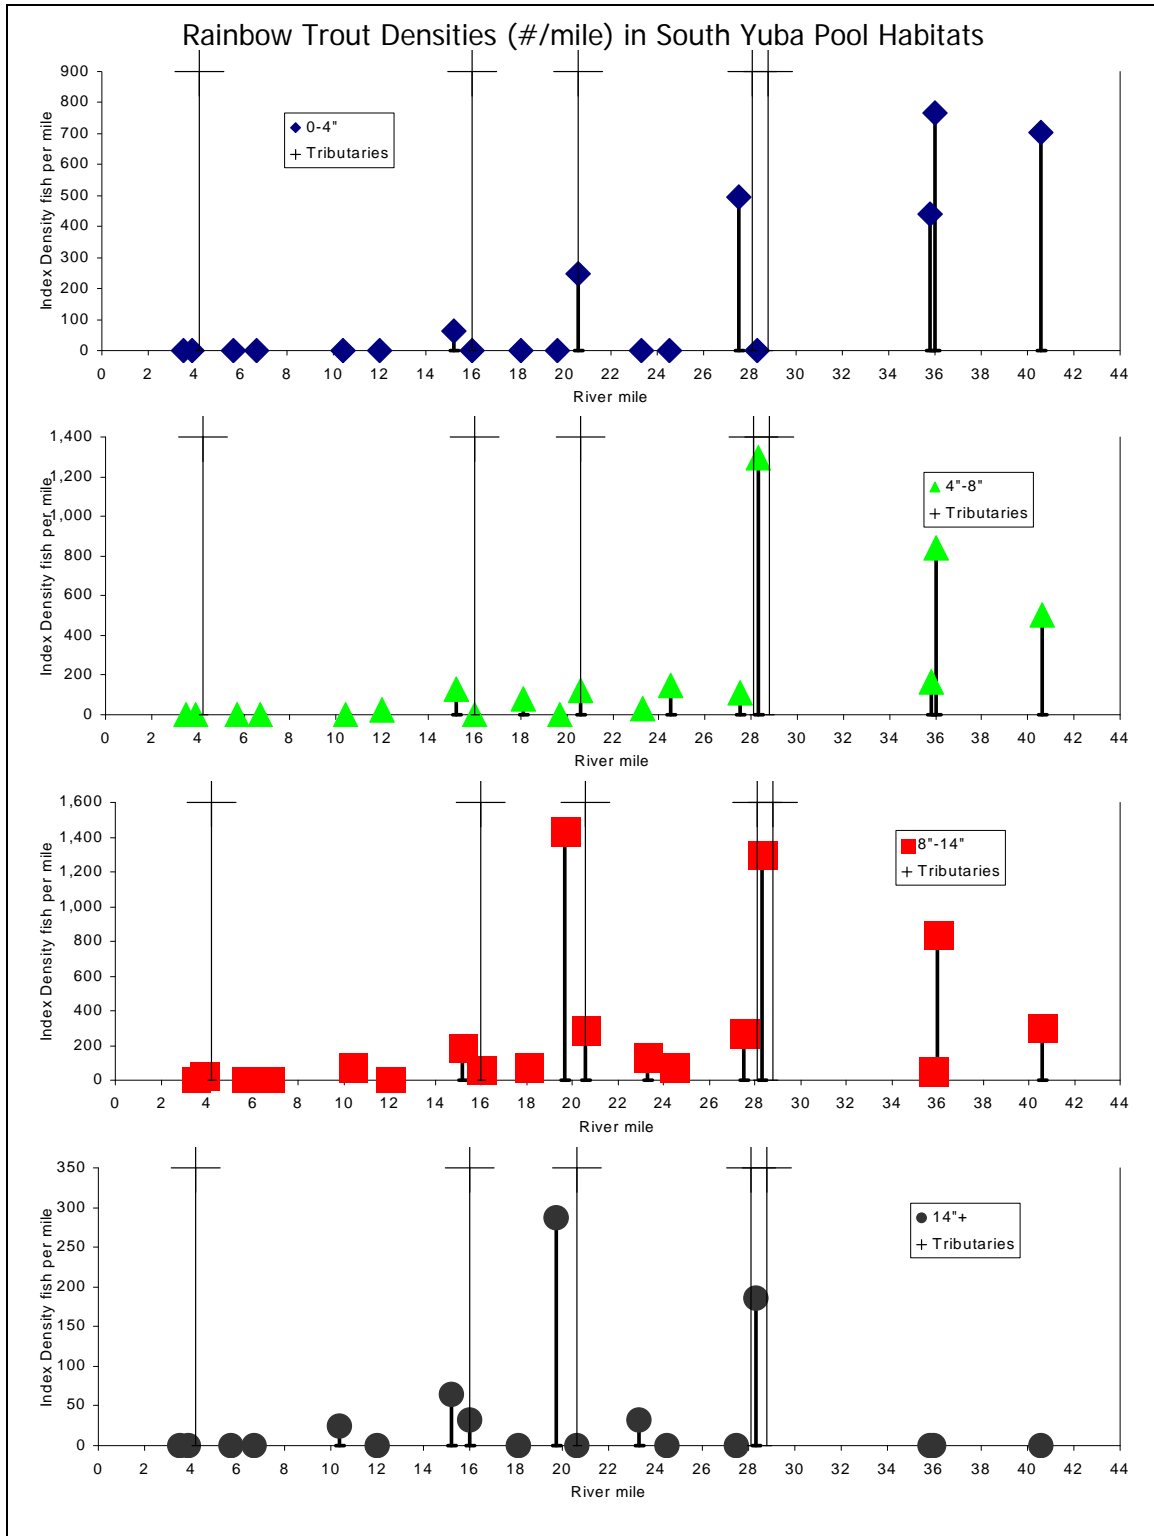 Rainbow Trout Densities (#/mile) in South Yuba Pool Habitats
Index Density fish per mile
900
800
700
600
500
400
300
200
100
0
0-4"
Tributaries
0 2 4 6 8 10 12 14 16 18 20 22 24 26 28 30 32 34 36 38 40 42 44
River mile
Index Density fish per mile
1,400
1,200
1,000
800
600
400
200
0
4"-8"
Tributaries
0 2 4 6 8 10 12 14 16 18 20 22 24 26 28 30 32 34 36 38 40 42 44
River mile
Index Density fish per mile
1,600
1,400
1,200
1,000
800
600
400
200
0
8"-14"
Tributaries
0 2 4 6 8 10 12 14 16 18 20 22 24 26 28 30 32 34 36 38 40 42 44
River mile
Index Density fish per mile
350
300
250
200
150
100
50
0
14"+
Tributaries
0 2 4 6 8 10 12 14 16 18 20 22 24 26 28 30 32 34 36 38 40 42 44
River mile